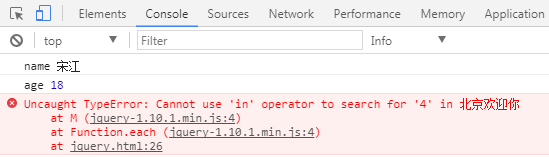 Elements Console Sources Network Performance Memory
top Filter Info
name 宋江
age 18
Uncaught TypeError: Cannot use 'in' operator to search for '4' in 北京欢迎你
at M (jquery-1.10.1.min.js:4)
at Function.each (jquery-1.10.1.min.js:4)
at jquery.html:26